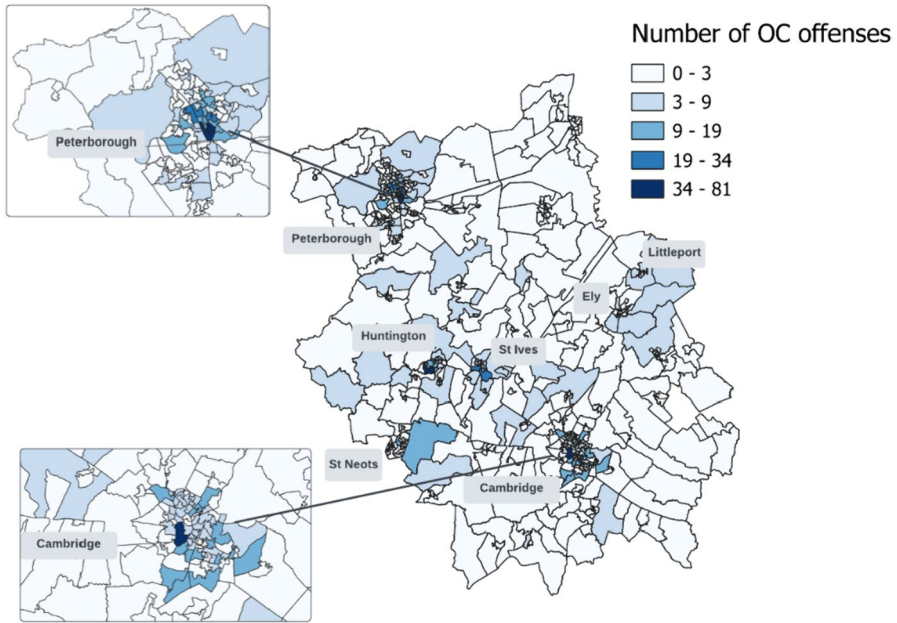 Number of OC offenses
0 - 3
3 - 9
9 - 19
19 - 34
34 - 81
Peterborough
Peterborough
Littleport
Ely
Huntington
St Ives
St Neots
Cambridge
Cambridge